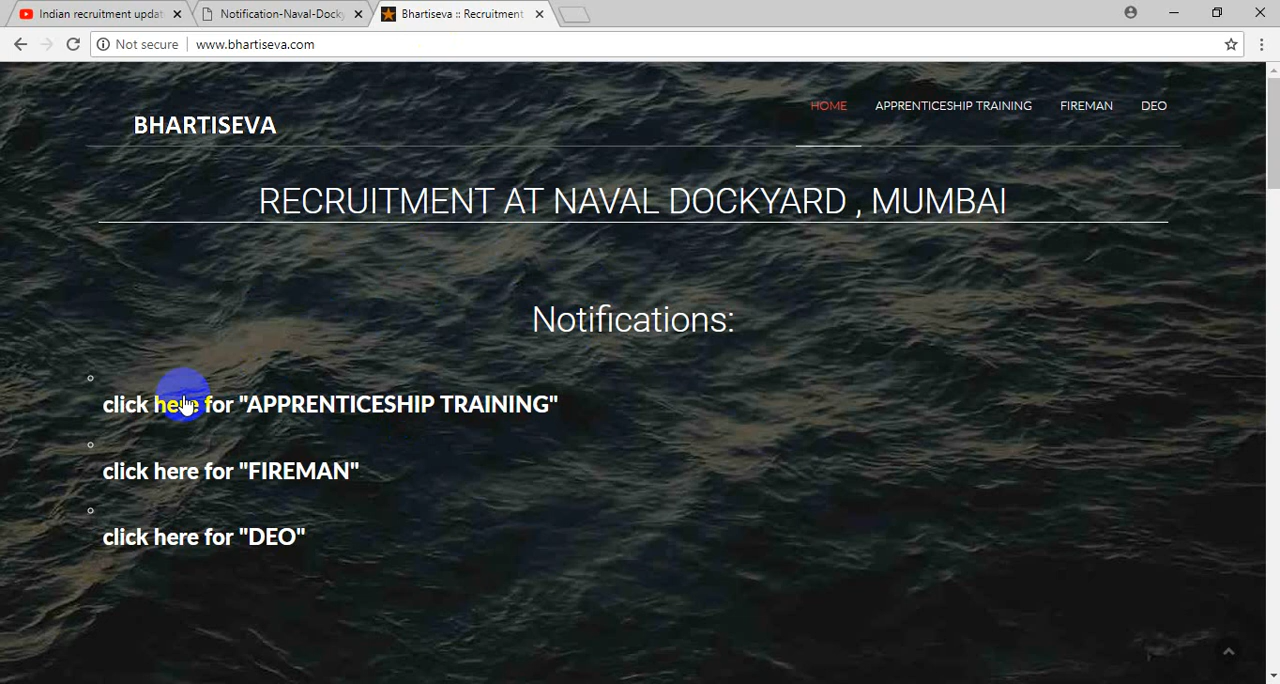 Indian recruitment updat
Notification-Naval-Docky
Bhartiseva :: Recruitment
Not secure
www.bhartiseva.com
HOME
APPRENTICESHIP TRAINING
FIREMAN
DEO
BHARTISEVA
RECRUITMENT AT NAVAL DOCKYARD , MUMBAI
Notifications:
click here for "APPRENTICESHIP TRAINING"
click here for "FIREMAN"
click here for "DEO"